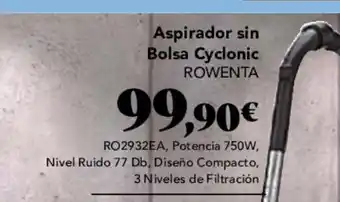 Aspirador sin
Bolsa Cyclonic
ROWENTA
99,90€
RO2932EA, Potencia 750W,
Nivel Ruido 77 Db, Diseño Compacto,
3 Niveles de Filtración